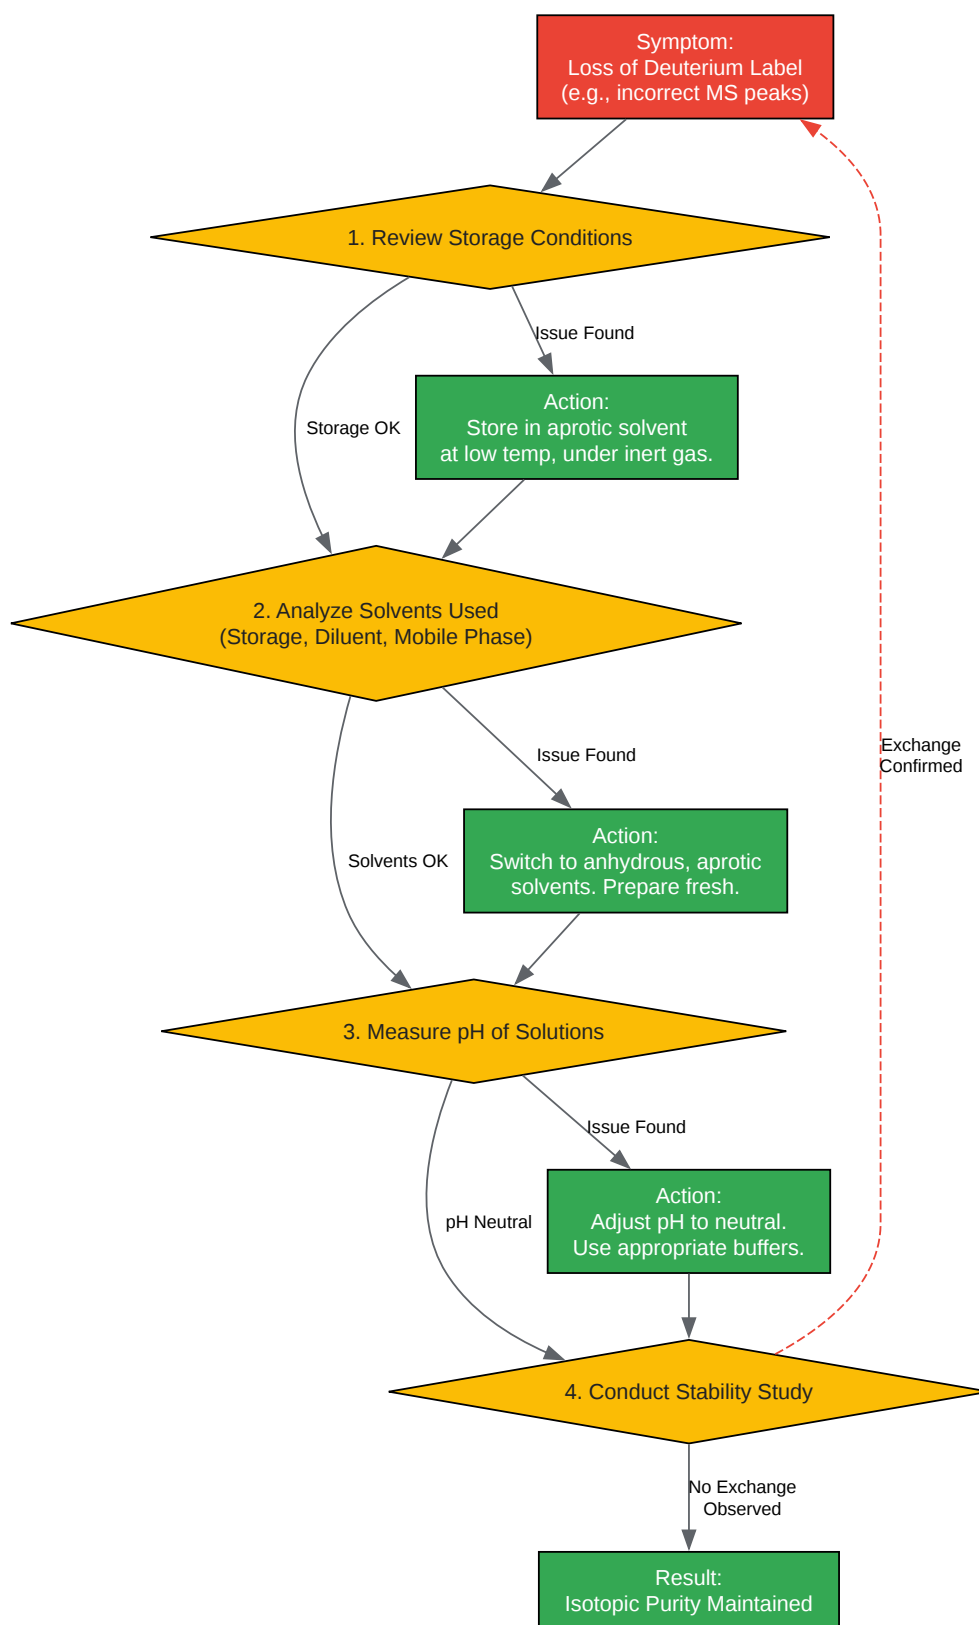 Symptom:
Loss of Deuterium Label
(e.g., incorrect MS peaks)
1. Review Storage Conditions
Issue Found
Action:
Store in aprotic solvent
at low temp, under inert gas.
Storage OK
2. Analyze Solvents Used
(Storage, Diluent, Mobile Phase)
Issue Found
Exchange
Confirmed
Action:
Switch to anhydrous, aprotic
solvents. Prepare fresh.
Solvents OK
3. Measure pH of Solutions
Issue Found
Action:
Adjust pH to neutral.
Use appropriate buffers.
pH Neutral
4. Conduct Stability Study
No Exchange
Observed
Result:
Isotopic Purity Maintained